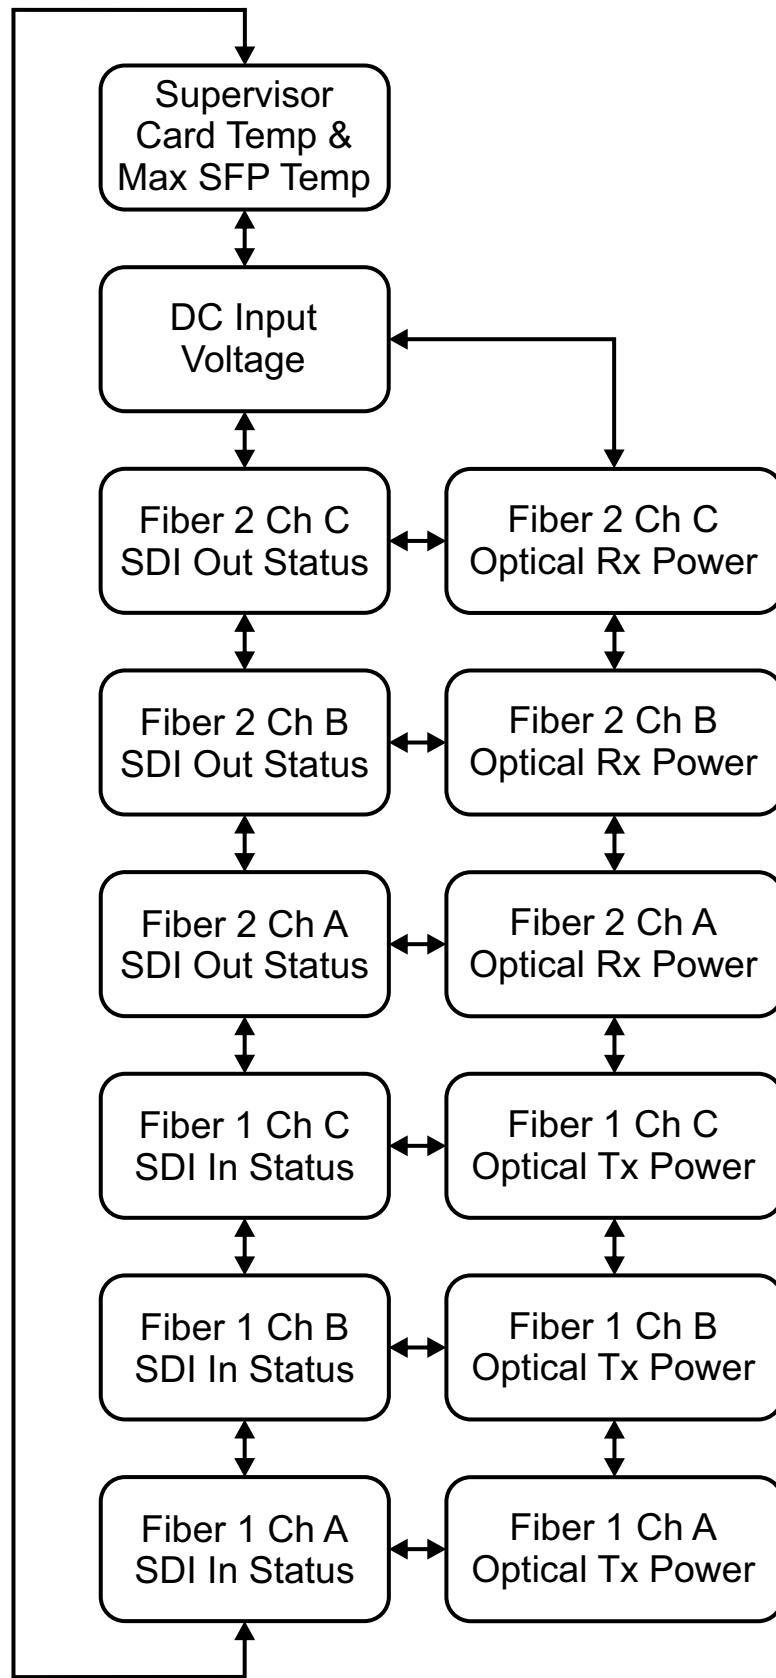 Supervisor
Card Temp &
Max SFP Temp
DC Input
Voltage
Fiber 2 Ch C
SDI Out Status
Fiber 2 Ch C
Optical Rx Power
Fiber 2 Ch B
SDI Out Status
Fiber 2 Ch B
Optical Rx Power
Fiber 2 Ch A
SDI Out Status
Fiber 2 Ch A
Optical Rx Power
Fiber 1 Ch C
SDI In Status
Fiber 1 Ch C
Optical Tx Power
Fiber 1 Ch B
SDI In Status
Fiber 1 Ch B
Optical Tx Power
Fiber 1 Ch A
SDI In Status
Fiber 1 Ch A
Optical Tx Power